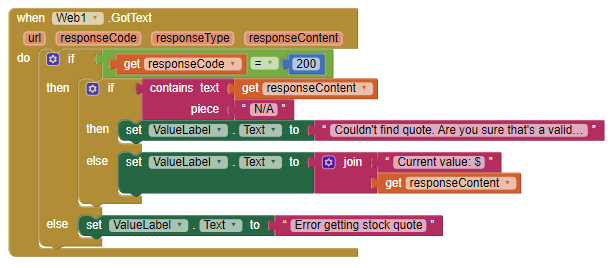 when Web1 .GotText
url responseCode responseType responseContent
do if get responseCode = 200
then if contains text get responseContent
piece " N/A "
then set ValueLabel . Text to " Couldn't find quote. Are you sure that's a valid... "
else set ValueLabel . Text to join " Current value: $ "
get responseContent
else set ValueLabel . Text to " Error getting stock quote "